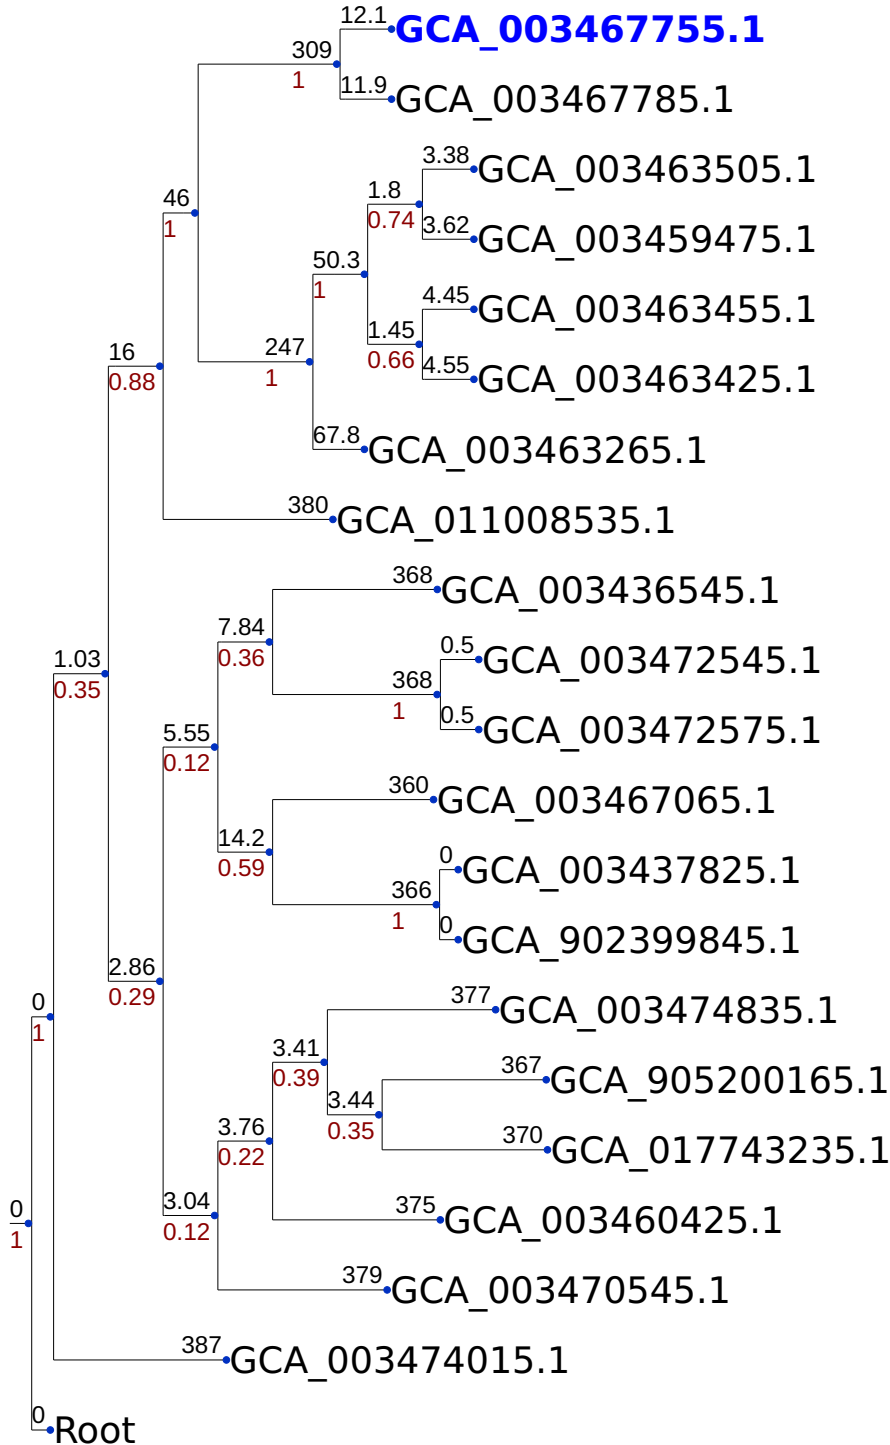 12.1 GCA_003467755.1
309
1
11.9 GCA_003467785.1
3.38 GCA_003463505.1
46
1
1.8
0.74
3.62 GCA_003459475.1
50.3
1
4.45 GCA_003463455.1
1.45
0.66
247
1
16
0.88
4.55 GCA_003463425.1
67.8 GCA_003463265.1
380 GCA_011008535.1
368 GCA_003436545.1
7.84
0.36
1.03
0.35
0.5 GCA_003472545.1
368
1
0.5 GCA_003472575.1
5.55
0.12
360 GCA_003467065.1
14.2
0.59
0 GCA_003437825.1
366
1
0 GCA_902399845.1
2.86
0.29
0
1
377 GCA_003474835.1
3.41
0.39
367 GCA_905200165.1
3.44
0.35
3.76
0.22
370 GCA_017743235.1
3.04
0.12
0
1
375 GCA_003460425.1
379 GCA_003470545.1
387 GCA_003474015.1
0 Root